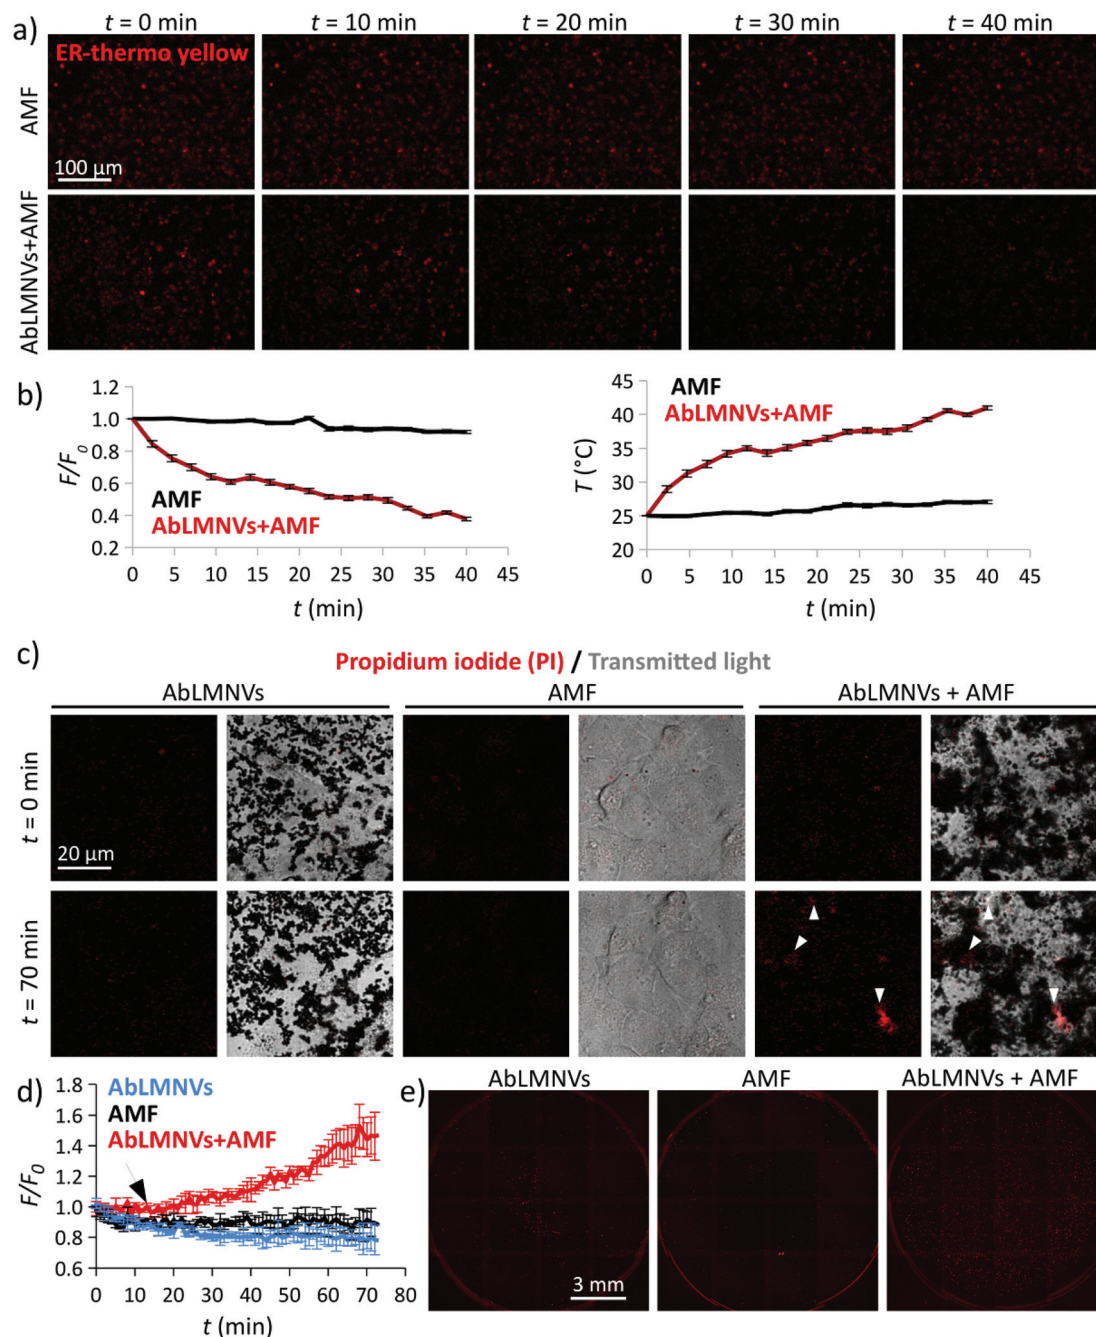 a)
t = 0 min t = 10 min t = 20 min t = 30 min t = 40 min
ER-thermo yellow
AMF
100 µm
AbLMNVs+AMF
b)
1.2
1.0
0.8
0.6
0.4
0.2
F/F0
AMF
AbLMNVs+AMF
0 5 10 15 20 25 30 35 40 45
t (min)
45
40
35
30
25
20
T (°C)
AMF
AbLMNVs+AMF
0 5 10 15 20 25 30 35 40 45
t (min)
c)
Propidium iodide (PI) / Transmitted light
AbLMNVs AMF AbLMNVs + AMF
t = 0 min
20 µm
t = 70 min
d)
1.8
1.6
1.4
1.2
1.0
0.8
0.6
F/F0
AbLMNVs
AMF
AbLMNVs+AMF
0 10 20 30 40 50 60 70 80
t (min)
e)
AbLMNVs AMF AbLMNVs + AMF
3 mm